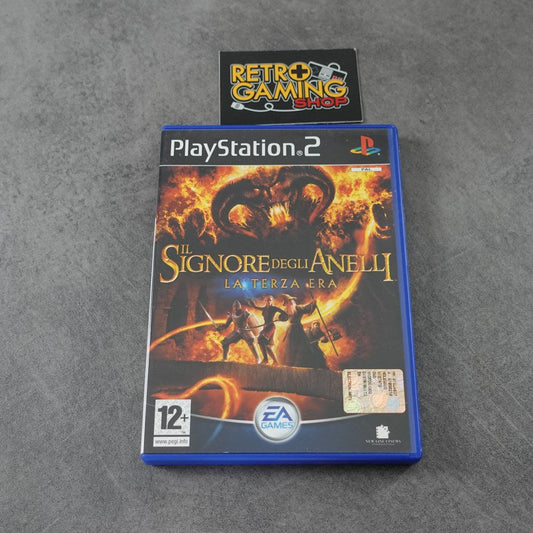 RETRO
GAMING
SHOP
PlayStation®2
PAL
IL
SIGNORE DEGLI ANELLI
LA TERZA ERA
12+
www.pegi.info
EA
GAMES
NEW LINE CINEMA